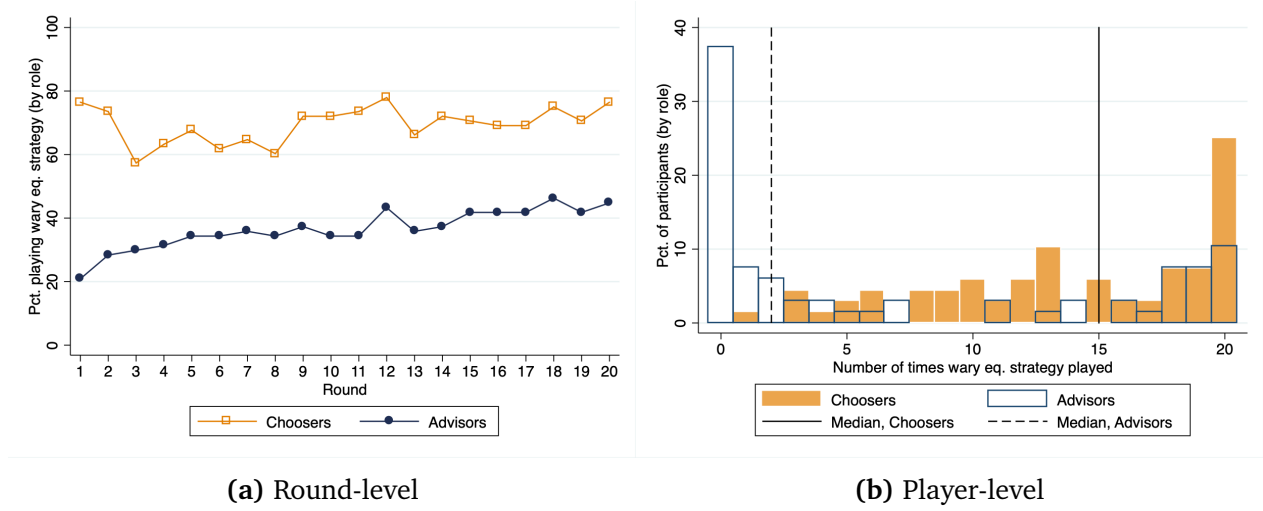 Pct. playing wary eq. strategy (by role)
100
80
60
40
20
0
1 2 3 4 5 6 7 8 9 10 11 12 13 14 15 16 17 18 19 20
Round
Choosers Advisors
(a) Round-level
Pct. of participants (by role)
40
30
20
10
0
0 5 10 15 20
Number of times wary eq. strategy played
Choosers Advisors
Median, Choosers Median, Advisors
(b) Player-level